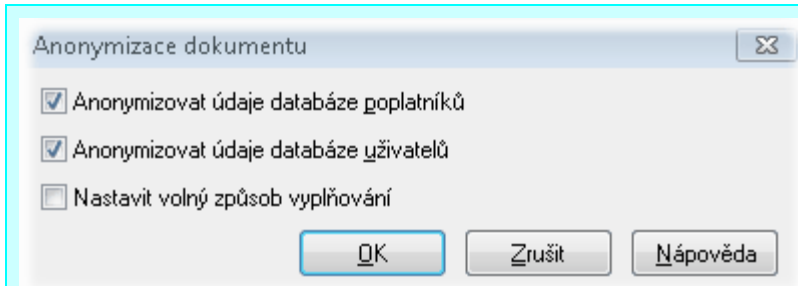 Anonymizace dokumentu
Anonymizovat údaje databáze poplatníků
Anonymizovat údaje databáze uživatelů
Nastavit volný způsob vyplňování
OK Zrušit Nápověda